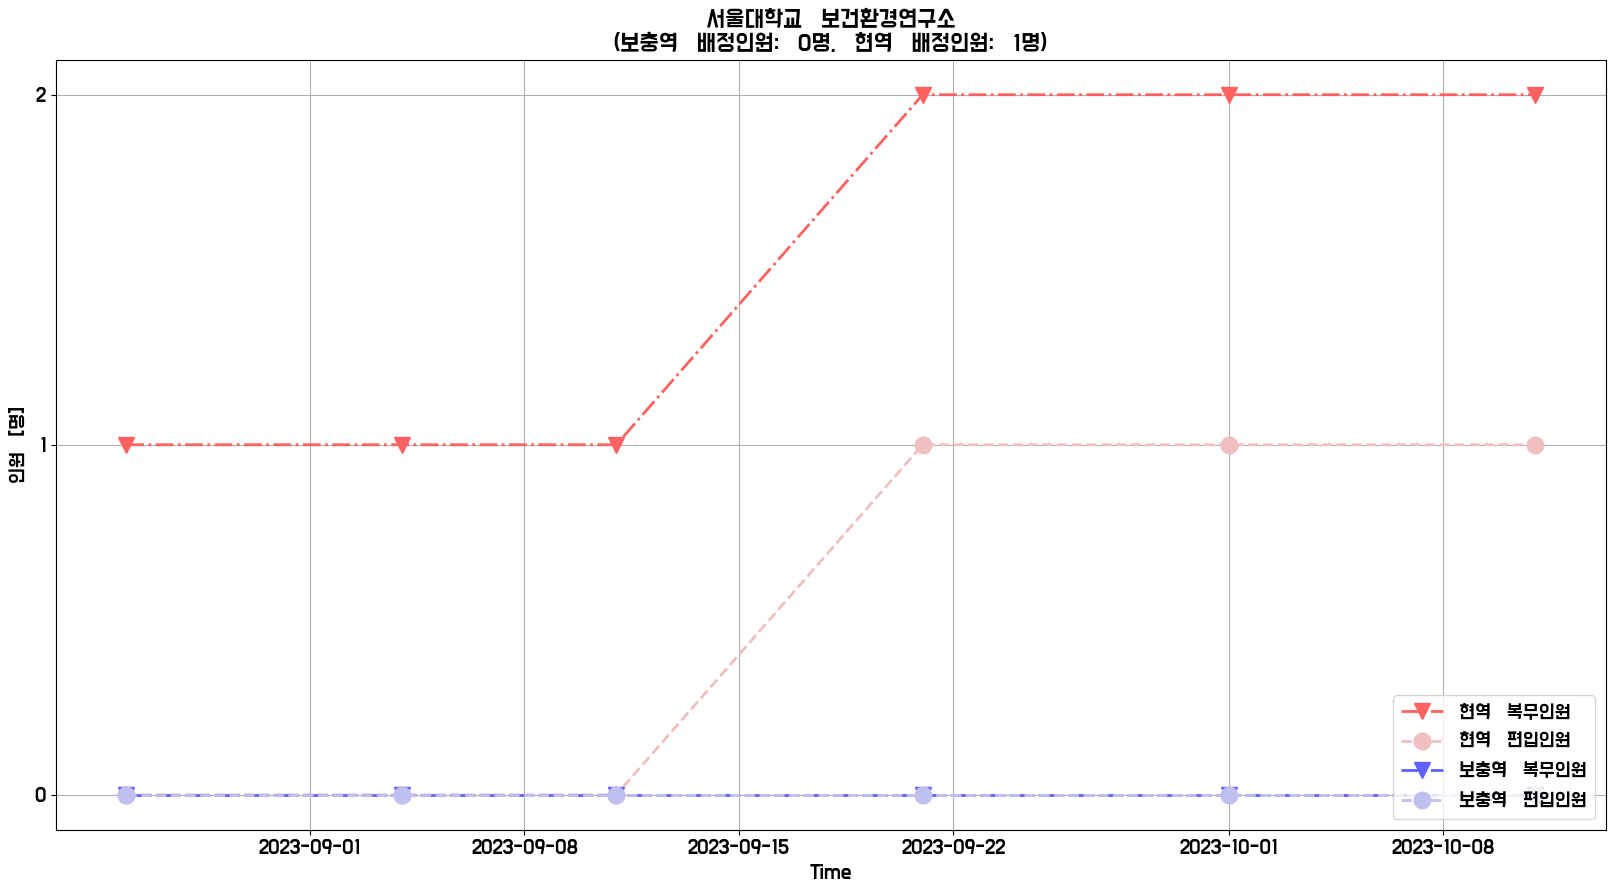 서울대학교 보건환경연구소
(보충역 배정인원: 0명, 현역 배정인원: 1명)
2
1
0
인원 [명]
현역 복무인원
현역 편입인원
보충역 복무인원
보충역 편입인원
2023-09-01
2023-09-08
2023-09-15
2023-09-22
2023-10-01
2023-10-08
Time